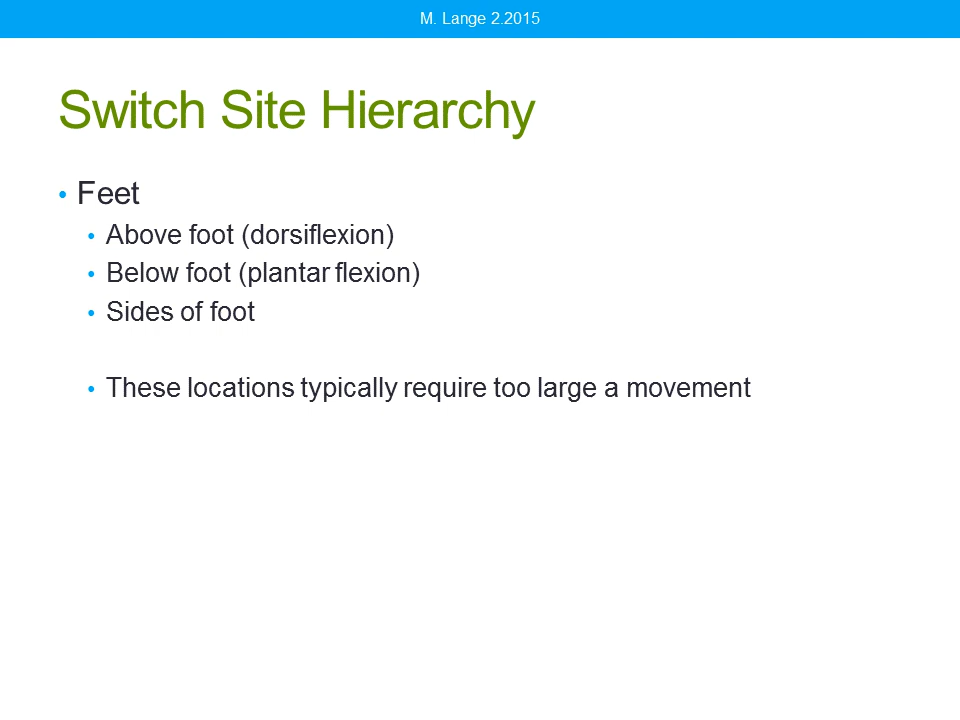 M. Lange 2.2015
Switch Site Hierarchy
• Feet
• Above foot (dorsiflexion)
• Below foot (plantar flexion)
• Sides of foot
• These locations typically require too large a movement